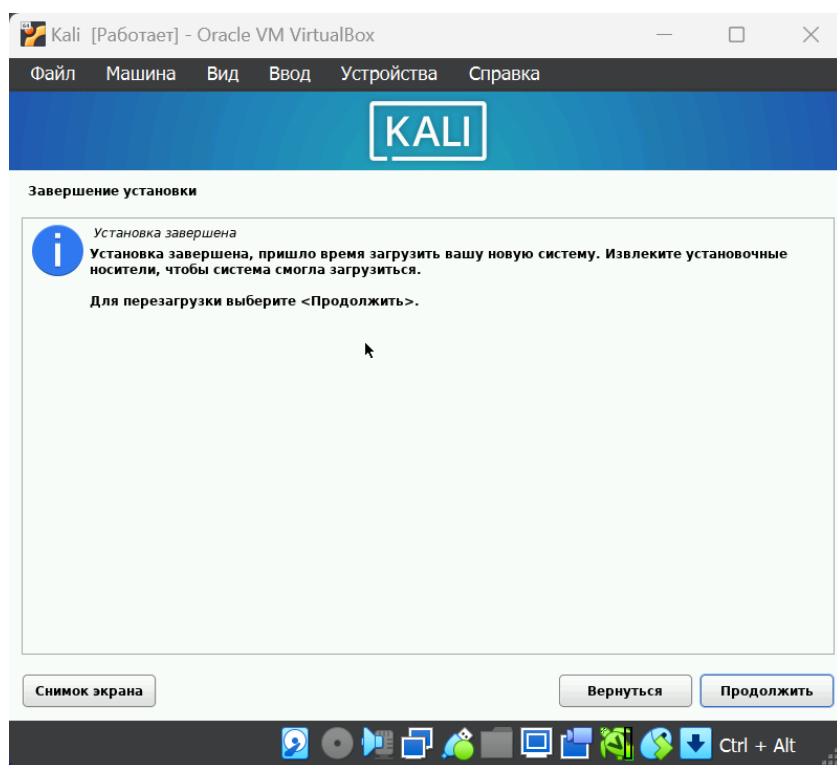 Kali [Работает] - Oracle VM VirtualBox
Файл Машина Вид Ввод Устройства Справка
KALI
Завершение установки
Установка завершена
Установка завершена, пришло время загрузить вашу новую систему. Извлеките установочные
носители, чтобы система смогла загрузиться.
Для перезагрузки выберите <Продолжить>.
Снимок экрана Вернуться Продолжить
Ctrl + Alt